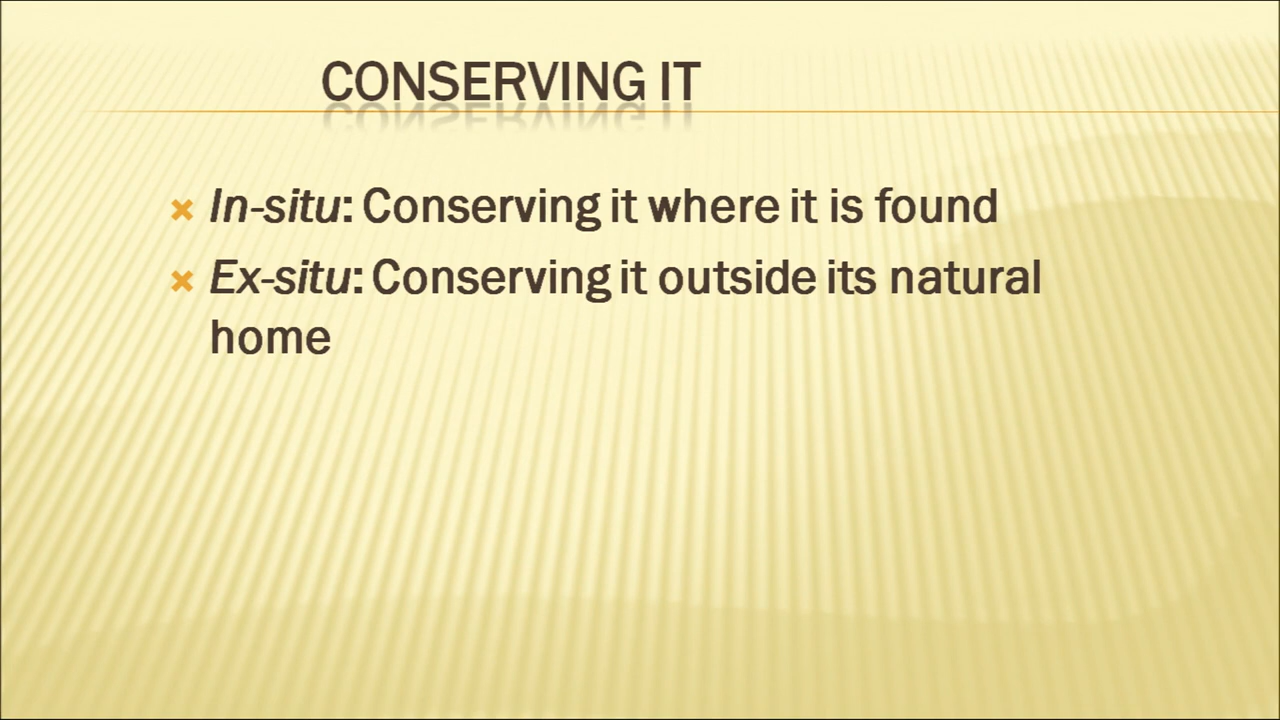 CONSERVING IT
In-situ: Conserving it where it is found
Ex-situ: Conserving it outside its natural
home